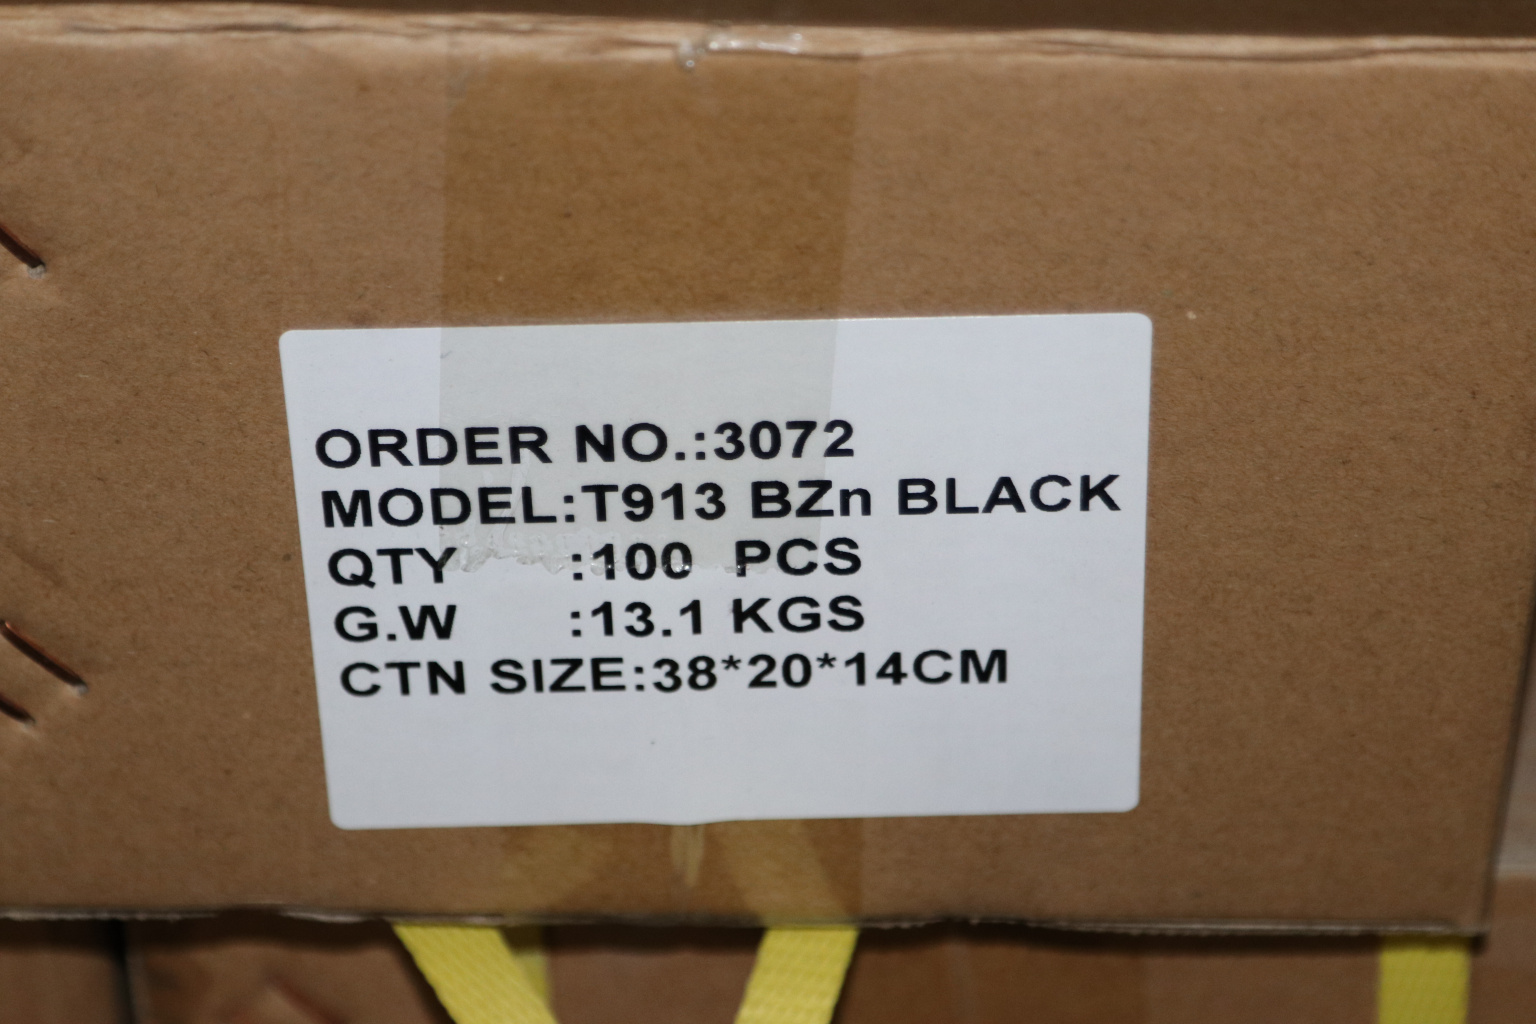 ORDER NO.:3072
MODEL:T913 BZn BLACK
QTY :100 PCS
G.W :13.1 KGS
CTN SIZE:38*20*14CM